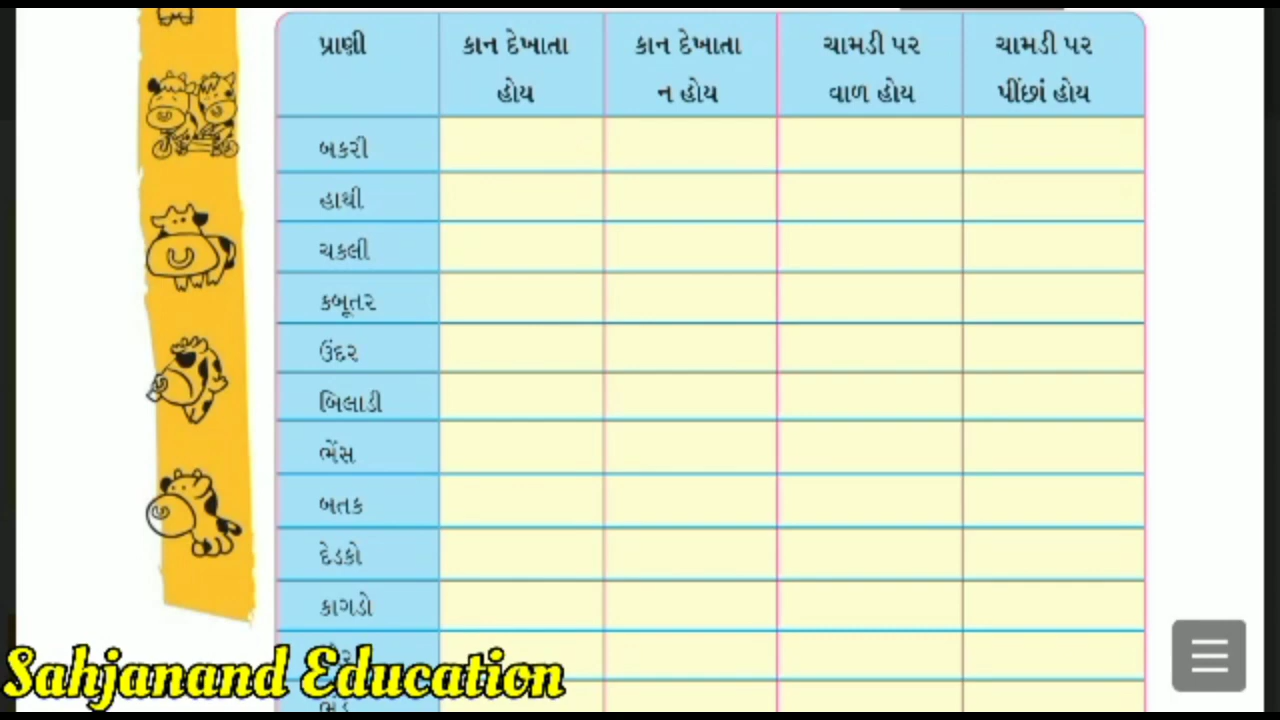 પ્રાણી કાન દેખાતા કાન દેખાતા ચામડી પર ચામડી પર
હોય ન હોય વાળ હોય પીંછાં હોય
બકરી
હાથી
ચકલી
કબૂતર
ઉંદર
બિલાડી
ભેંસ
બતક
દેડકો
કાગડો
Sahjanand Education